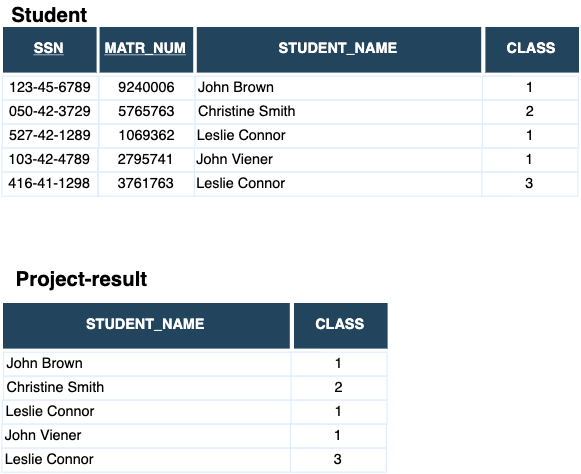 Student
SSN MATR_NUM STUDENT_NAME CLASS
123-45-6789 9240006 John Brown 1
050-42-3729 5765763 Christine Smith 2
527-42-1289 1069362 Leslie Connor 1
103-42-4789 2795741 John Viener 1
416-41-1298 3761763 Leslie Connor 3
Project-result
STUDENT_NAME CLASS
John Brown 1
Christine Smith 2
Leslie Connor 1
John Viener 1
Leslie Connor 3